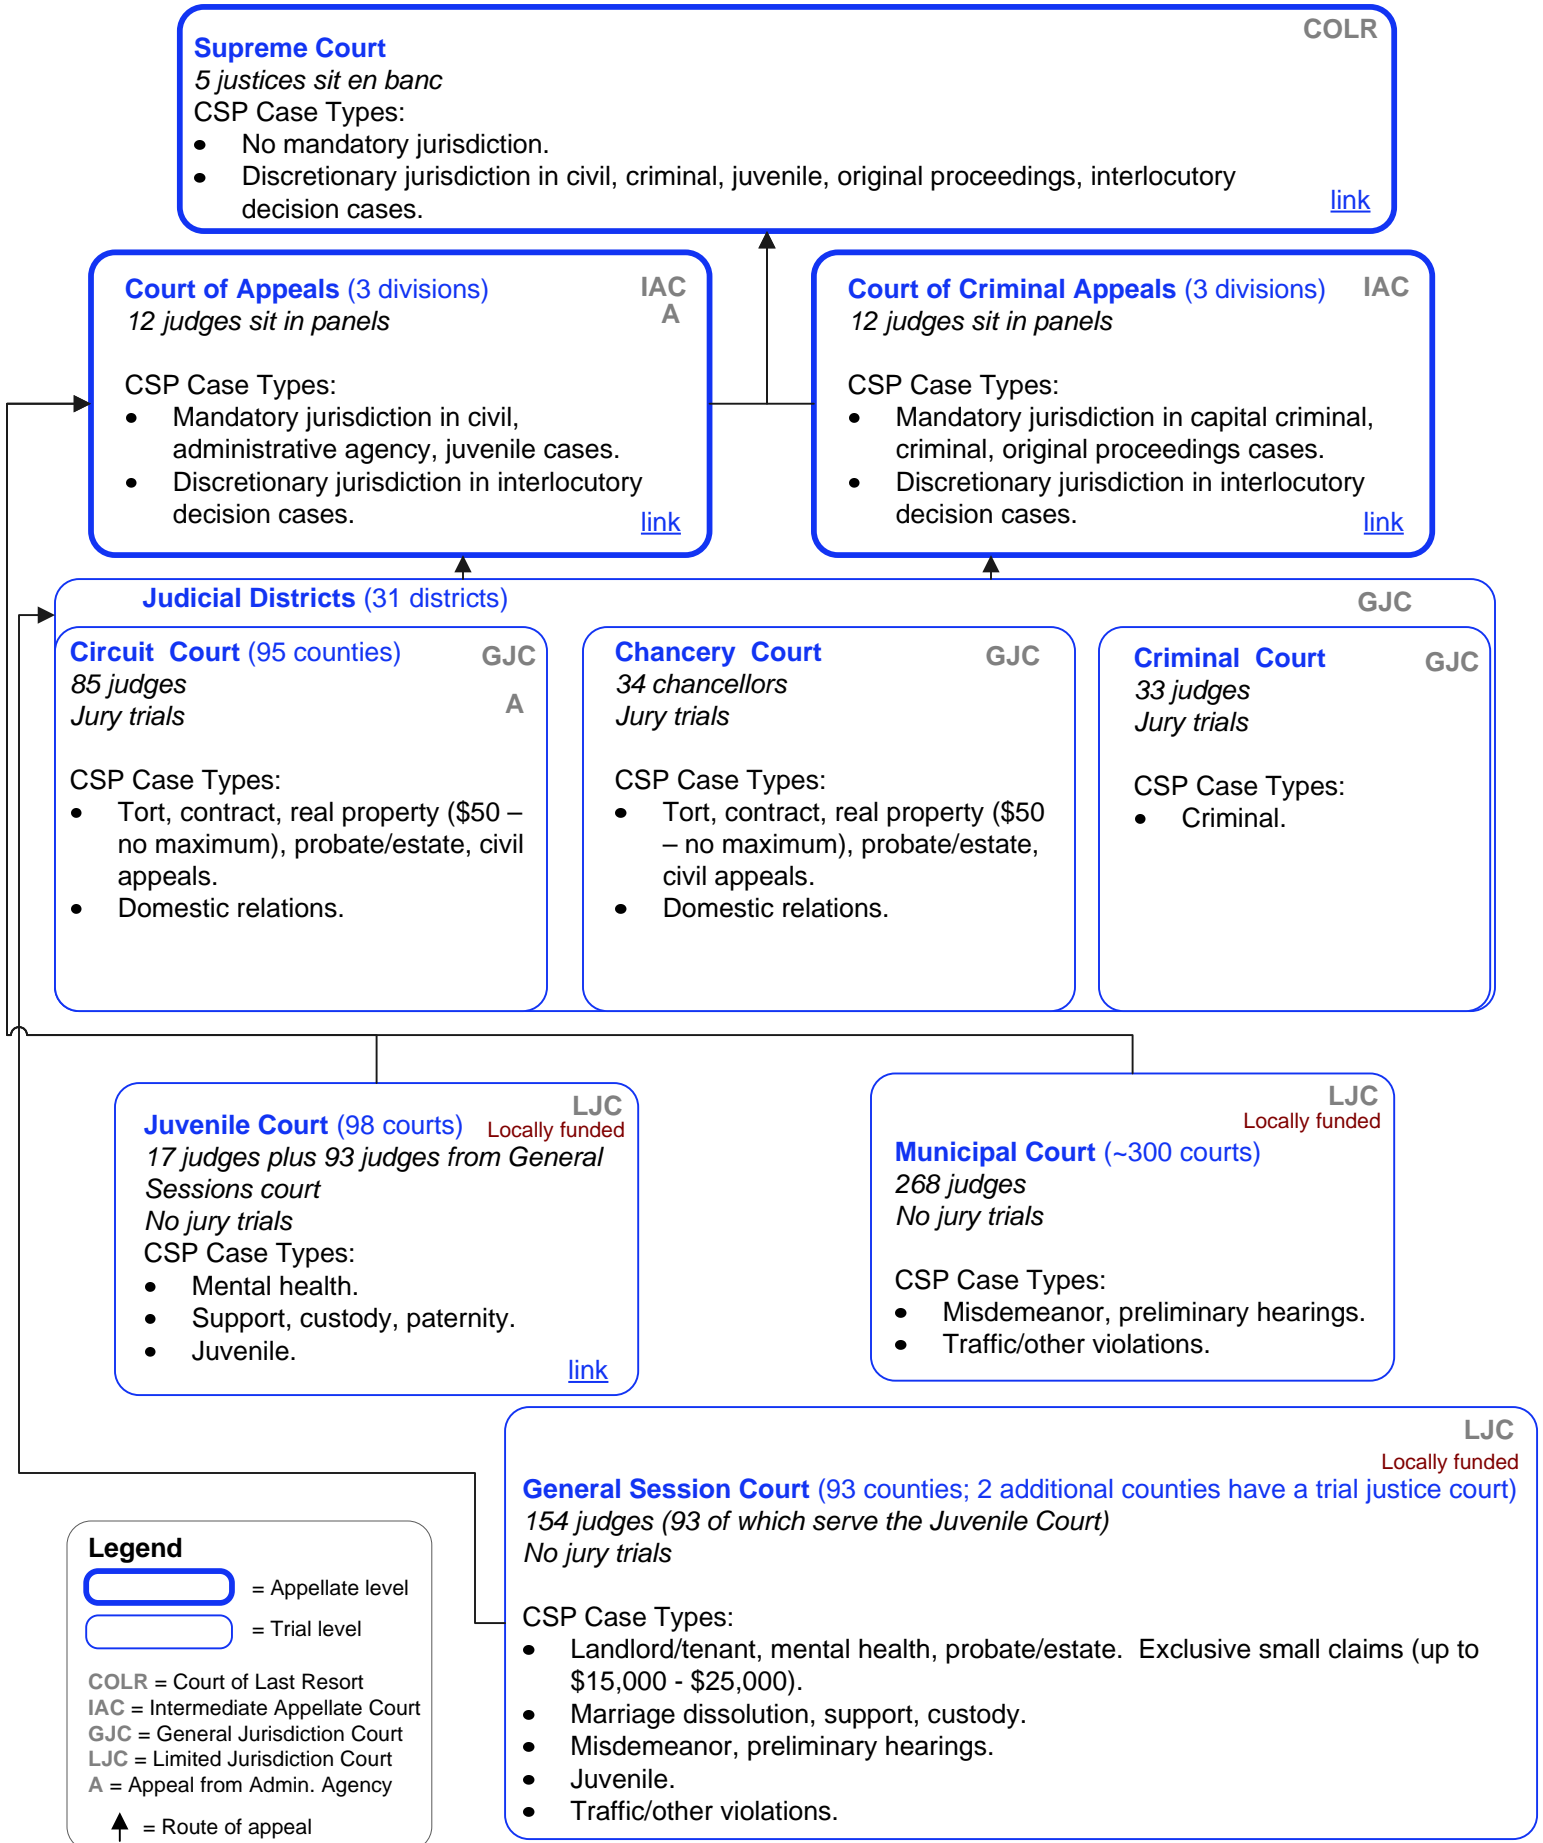 COLR
Supreme Court
5 justices sit en banc
CSP Case Types:
• No mandatory jurisdiction.
• Discretionary jurisdiction in civil, criminal, juvenile, original proceedings, interlocutory
decision cases.
link
Court of Appeals (3 divisions)
IAC
A
12 judges sit in panels
CSP Case Types:
• Mandatory jurisdiction in civil,
administrative agency, juvenile cases.
• Discretionary jurisdiction in interlocutory
decision cases.
link
Court of Criminal Appeals (3 divisions)
IAC
12 judges sit in panels
CSP Case Types:
• Mandatory jurisdiction in capital criminal,
criminal, original proceedings cases.
• Discretionary jurisdiction in interlocutory
decision cases.
link
Judicial Districts (31 districts)
GJC
Circuit Court (95 counties)
GJC
85 judges
A
Jury trials
CSP Case Types:
• Tort, contract, real property ($50 –
no maximum), probate/estate, civil
appeals.
• Domestic relations.
Chancery Court
GJC
34 chancellors
Jury trials
CSP Case Types:
• Tort, contract, real property ($50
– no maximum), probate/estate,
civil appeals.
• Domestic relations.
Criminal Court
GJC
33 judges
Jury trials
CSP Case Types:
• Criminal.
LJC
Juvenile Court (98 courts)
Locally funded
17 judges plus 93 judges from General
Sessions court
No jury trials
CSP Case Types:
• Mental health.
• Support, custody, paternity.
• Juvenile.
link
LJC
Locally funded
Municipal Court (~300 courts)
268 judges
No jury trials
CSP Case Types:
• Misdemeanor, preliminary hearings.
• Traffic/other violations.
LJC
Locally funded
General Session Court (93 counties; 2 additional counties have a trial justice court)
154 judges (93 of which serve the Juvenile Court)
No jury trials
CSP Case Types:
• Landlord/tenant, mental health, probate/estate. Exclusive small claims (up to
$15,000 - $25,000).
• Marriage dissolution, support, custody.
• Misdemeanor, preliminary hearings.
• Juvenile.
• Traffic/other violations.
Legend
= Appellate level
= Trial level
COLR = Court of Last Resort
IAC = Intermediate Appellate Court
GJC = General Jurisdiction Court
LJC = Limited Jurisdiction Court
A = Appeal from Admin. Agency
= Route of appeal